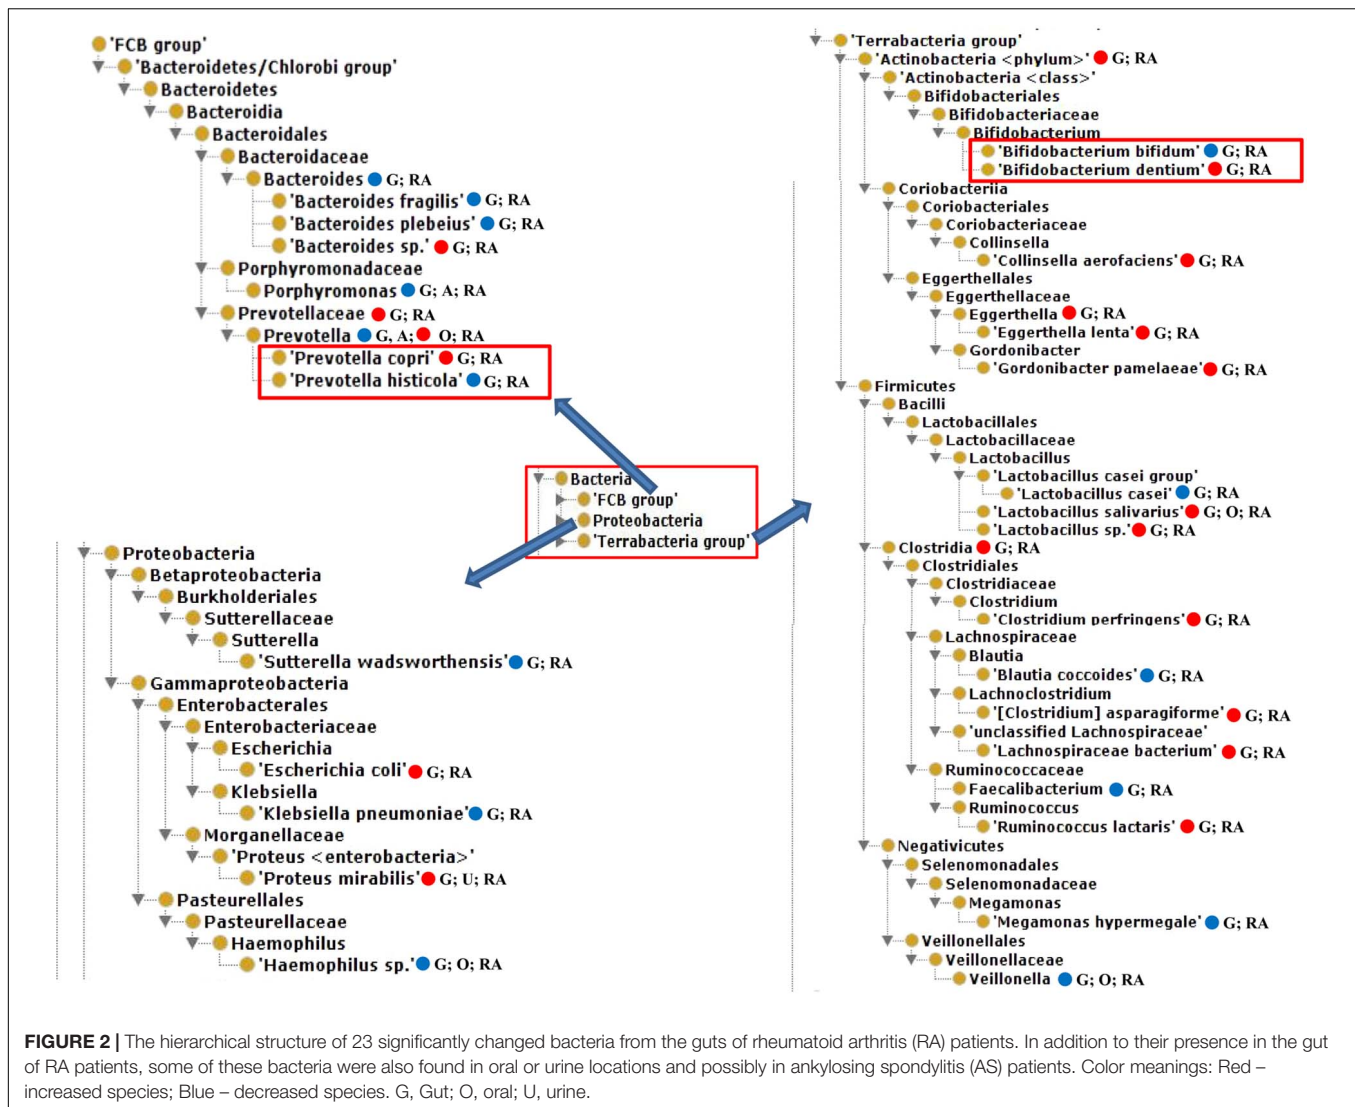 'FCB group'
'Bacteroidetes/Chlorobi group'
Bacteroidetes
Bacteroidia
Bacteroidales
Bacteroidaceae
Bacteroides G; RA
'Bacteroides fragilis' G; RA
'Bacteroides plebeius' G; RA
'Bacteroides sp.' G; RA
Porphyromonadaceae
Porphyromonas G; A; RA
Prevotellaceae G; RA
Prevotella G, A; O; RA
'Prevotella copri' G; RA
'Prevotella histicola' G; RA
Bacteria
'FCB group'
Proteobacteria
'Terrabacteria group'
Proteobacteria
Betaproteobacteria
Burkholderiales
Sutterellaceae
Sutterella
'Sutterella wadsworthensis' G; RA
Gammaproteobacteria
Enterobacterales
Enterobacteriaceae
Escherichia
'Escherichia coli' G; RA
Klebsiella
'Klebsiella pneumoniae' G; RA
Morganellaceae
'Proteus <enterobacteria>'
'Proteus mirabilis' G; U; RA
Pasteurellales
Pasteurellaceae
Haemophilus
'Haemophilus sp.' G; O; RA
'Terrabacteria group'
'Actinobacteria <phylum>' G; RA
'Actinobacteria <class>'
Bifidobacteriales
Bifidobacteriaceae
Bifidobacterium
'Bifidobacterium bifidum' G; RA
'Bifidobacterium dentium' G; RA
Coriobacteriia
Coriobacteriales
Coriobacteriaceae
Collinsella
'Collinsella aerofaciens' G; RA
Eggerthellales
Eggerthellaceae
Eggerthella G; RA
'Eggerthella lenta' G; RA
Gordonibacter
'Gordonibacter pamelaeae' G; RA
Firmicutes
Bacilli
Lactobacillales
Lactobacillaceae
Lactobacillus
'Lactobacillus casei group'
'Lactobacillus casei' G; RA
'Lactobacillus salivarius' G; O; RA
'Lactobacillus sp.' G; RA
Clostridia G; RA
Clostridiales
Clostridiaceae
Clostridium
'Clostridium perfringens' G; RA
Lachnospiraceae
Blautia
'Blautia coccoides' G; RA
Lachnoclostridium
'[Clostridium] asparagiforme' G; RA
'unclassified Lachnospiraceae'
'Lachnospiraceae bacterium' G; RA
Ruminococcaceae
Faecalibacterium G; RA
Ruminococcus
'Ruminococcus lactaris' G; RA
Negativicutes
Selenomonadales
Selenomonadaceae
Megamonas
'Megamonas hypermegale' G; RA
Veillonellales
Veillonellaceae
Veillonella G; O; RA
FIGURE 2 | The hierarchical structure of 23 significantly changed bacteria from the guts of rheumatoid arthritis (RA) patients. In addition to their presence in the gut
of RA patients, some of these bacteria were also found in oral or urine locations and possibly in ankylosing spondylitis (AS) patients. Color meanings: Red –
increased species; Blue – decreased species. G, Gut; O, oral; U, urine.